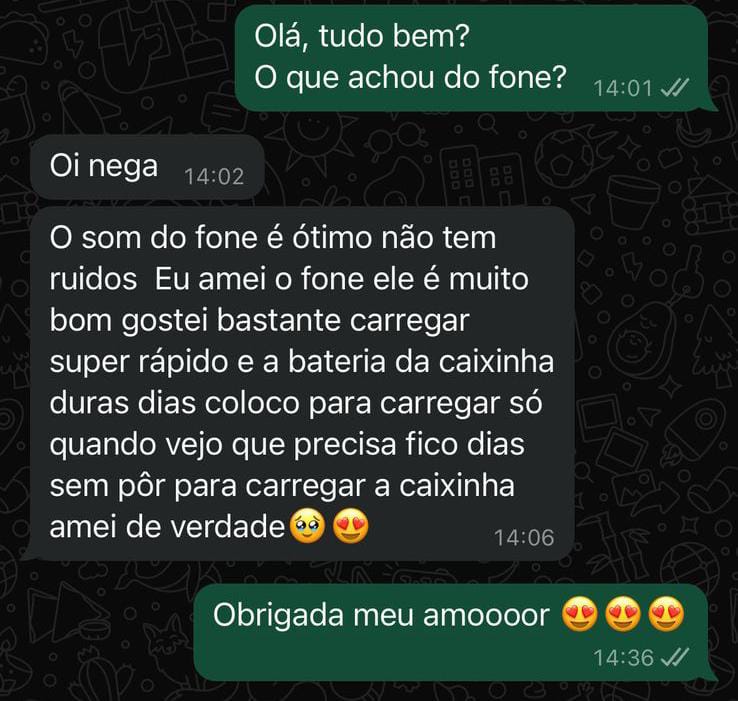 Olá, tudo bem?
O que achou do fone?
14:01
Oi nega
14:02
O som do fone é ótimo não tem
ruidos  Eu amei o fone ele é muito
bom gostei bastante carregar
super rápido e a bateria da caixinha
duras dias coloco para carregar só
quando vejo que precisa fico dias
sem pôr para carregar a caixinha
amei de verdade🥹😍
14:06
Obrigada meu amoooor 😍😍😍
14:36